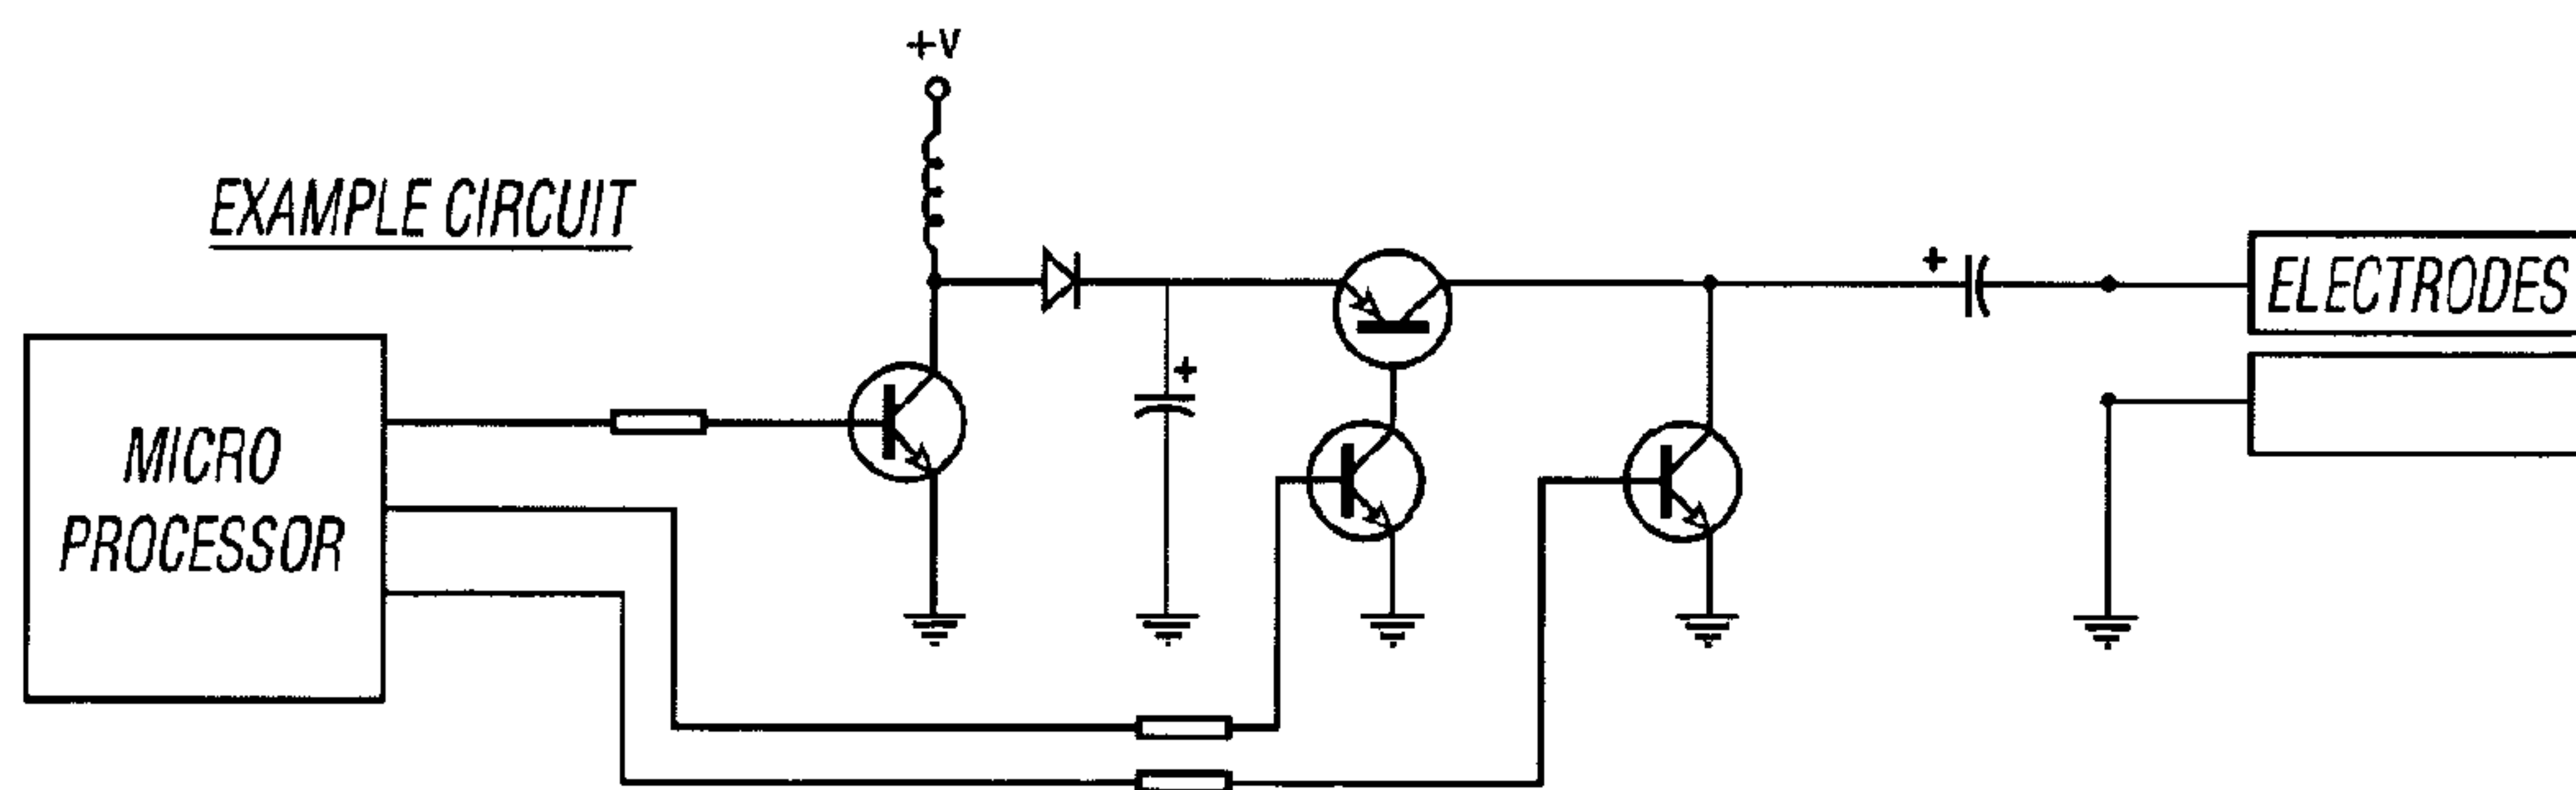 +V
EXAMPLE CIRCUIT
+
ELECTRODES
+
MICRO
PROCESSOR